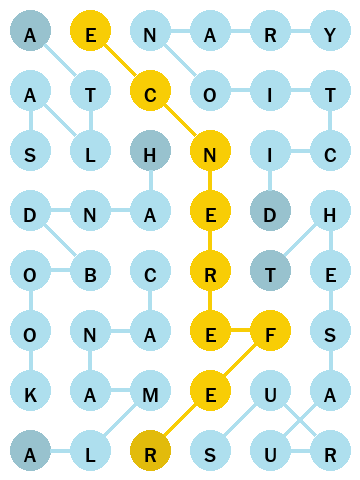 A E N A R Y
A T C O I T
S L H N I C
D N A E D H
O B C R T E
O N A E F S
K A M E U A
A L R S U R